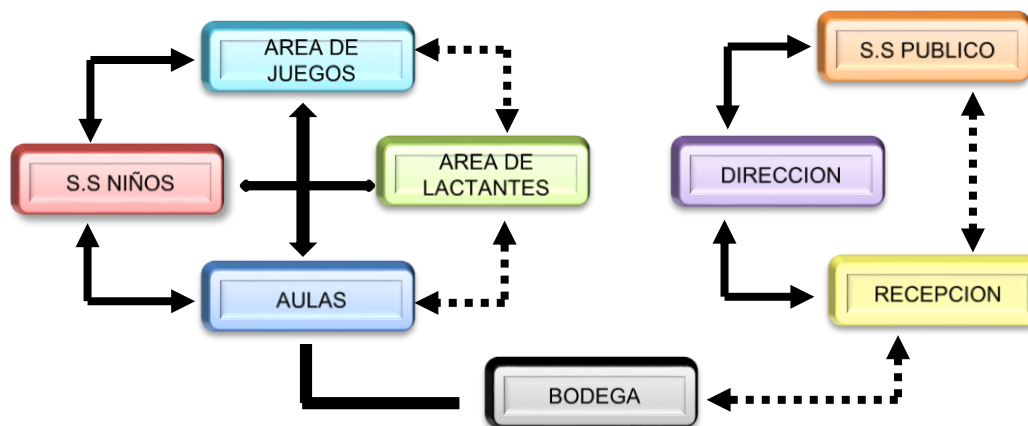 AREA DE
JUEGOS
S.S PUBLICO
S.S NIÑOS
AREA DE
LACTANTES
DIRECCION
AULAS
RECEPCION
BODEGA